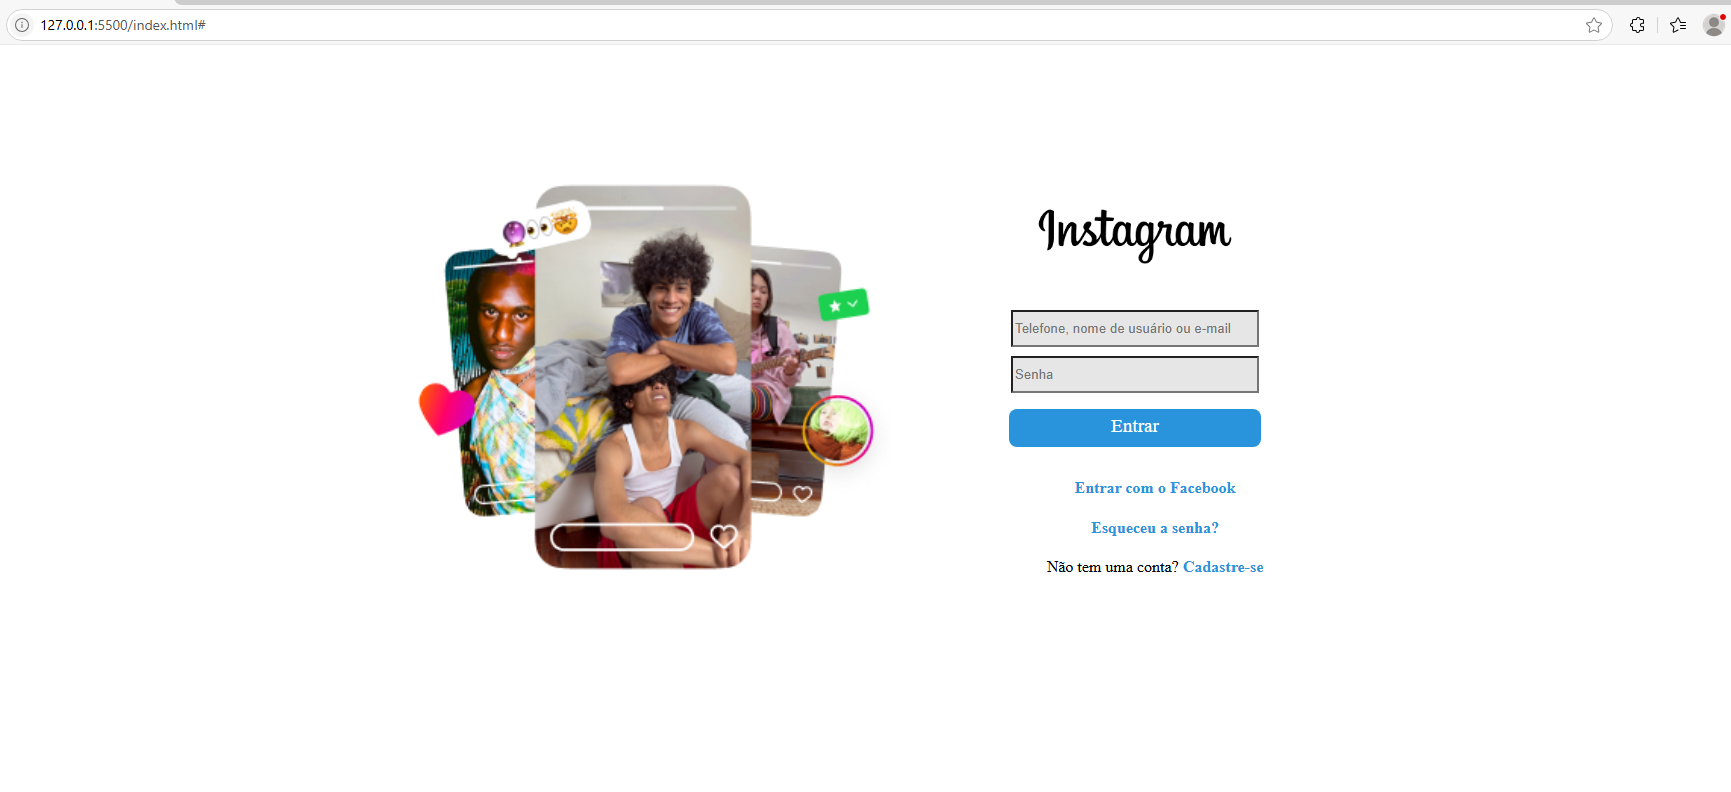 127.0.0.1:5500/index.html#
Instagram
Telefone, nome de usuário ou e-mail
Senha
Entrar
Entrar com o Facebook
Esqueceu a senha?
Não tem uma conta? Cadastre-se